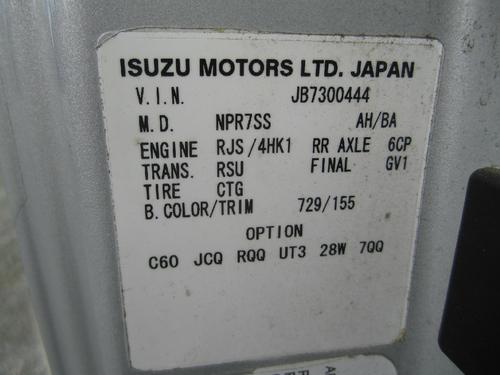 ISUZU MOTORS LTD. JAPAN
V.I.N. JB7300444
M.D. NPR7SS AH/BA
ENGINE RJS/4HK1 RR AXLE 6CP
TRANS. RSU FINAL GV1
TIRE CTG
B.COLOR/TRIM 729/155
OPTION
C60 JCQ RQQ UT3 28W 7QQ